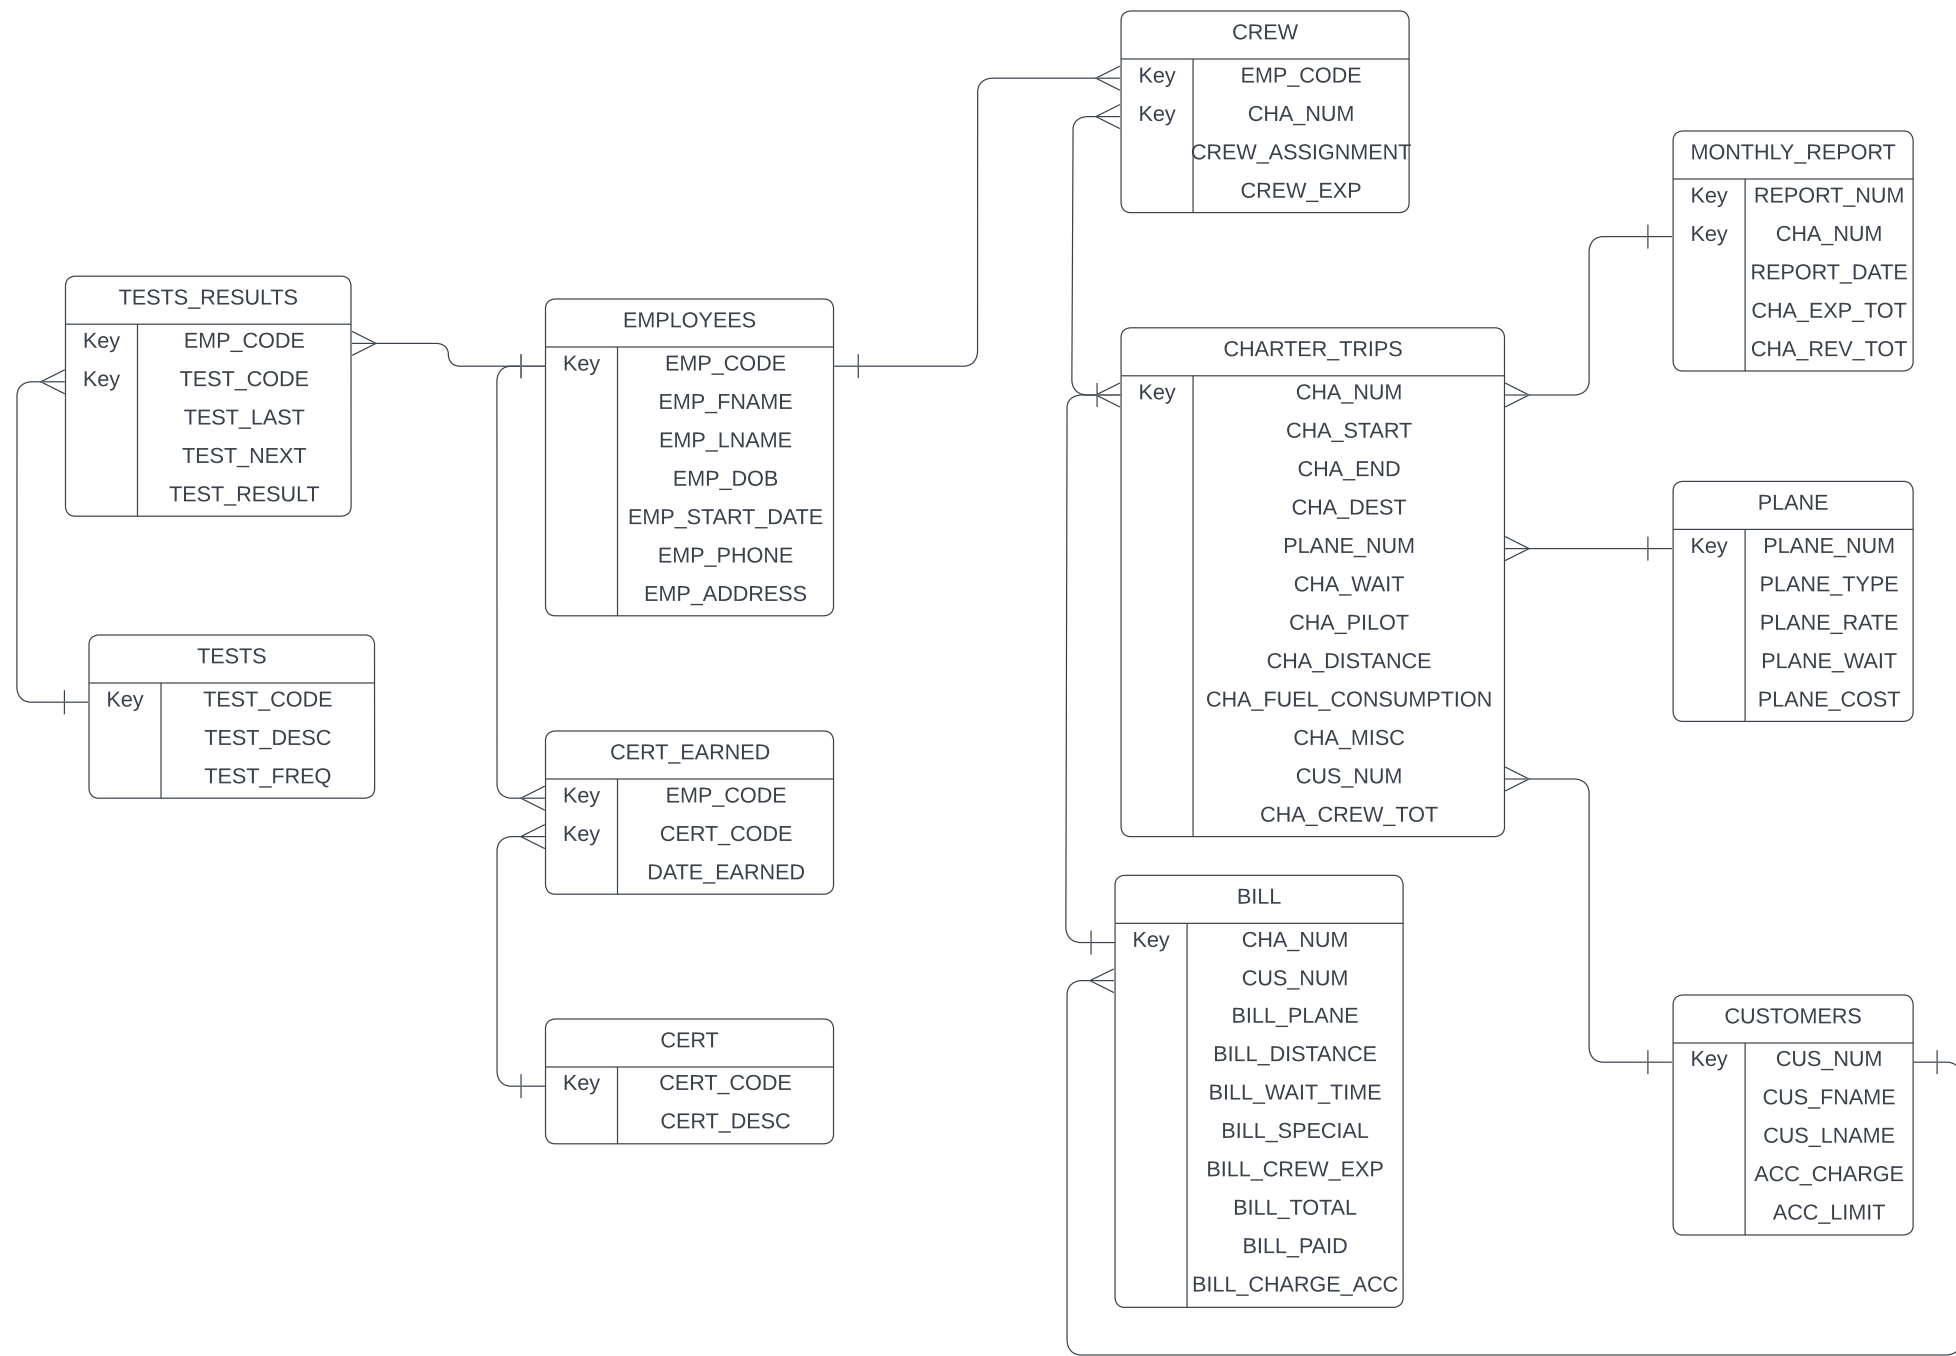 CREW
Key EMP_CODE
Key CHA_NUM
CREW_ASSIGNMENT
CREW_EXP
MONTHLY_REPORT
Key REPORT_NUM
Key CHA_NUM
REPORT_DATE
CHA_EXP_TOT
CHA_REV_TOT
TESTS_RESULTS
Key EMP_CODE
Key TEST_CODE
TEST_LAST
TEST_NEXT
TEST_RESULT
EMPLOYEES
Key EMP_CODE
EMP_FNAME
EMP_LNAME
EMP_DOB
EMP_START_DATE
EMP_PHONE
EMP_ADDRESS
CHARTER_TRIPS
Key CHA_NUM
CHA_START
CHA_END
CHA_DEST
PLANE_NUM
CHA_WAIT
CHA_PILOT
CHA_DISTANCE
CHA_FUEL_CONSUMPTION
CHA_MISC
CUS_NUM
CHA_CREW_TOT
PLANE
Key PLANE_NUM
PLANE_TYPE
PLANE_RATE
PLANE_WAIT
PLANE_COST
TESTS
Key TEST_CODE
TEST_DESC
TEST_FREQ
CERT_EARNED
Key EMP_CODE
Key CERT_CODE
DATE_EARNED
BILL
Key CHA_NUM
CUS_NUM
BILL_PLANE
BILL_DISTANCE
BILL_WAIT_TIME
BILL_SPECIAL
BILL_CREW_EXP
BILL_TOTAL
BILL_PAID
BILL_CHARGE_ACC
CERT
Key CERT_CODE
CERT_DESC
CUSTOMERS
Key CUS_NUM
CUS_FNAME
CUS_LNAME
ACC_CHARGE
ACC_LIMIT